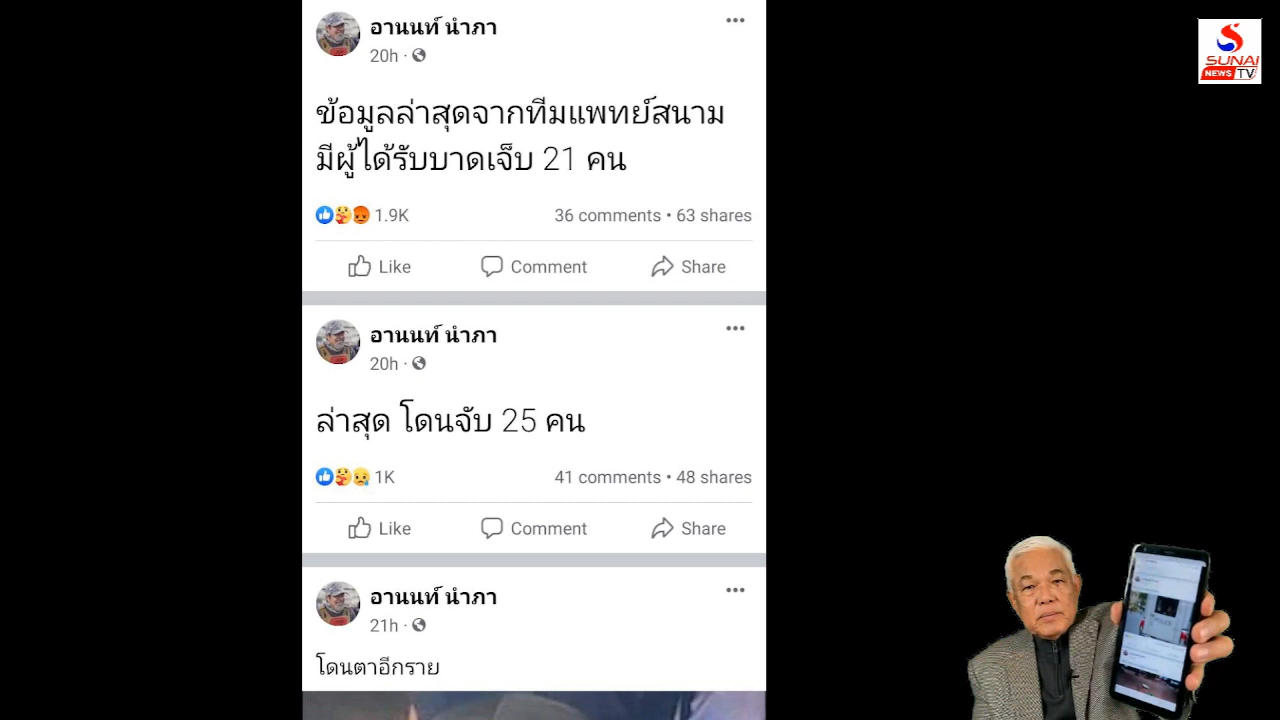 SUNAI
NEWS TV
อานนท์ นำภา
20h ·
ข้อมูลล่าสุดจากทีมแพทย์สนาม
มีผู้ได้รับบาดเจ็บ 21 คน
1.9K
36 comments • 63 shares
Like
Comment
Share
อานนท์ นำภา
20h ·
ล่าสุด โดนจับ 25 คน
1K
41 comments • 48 shares
Like
Comment
Share
อานนท์ นำภา
21h ·
โดนตาอีกราย